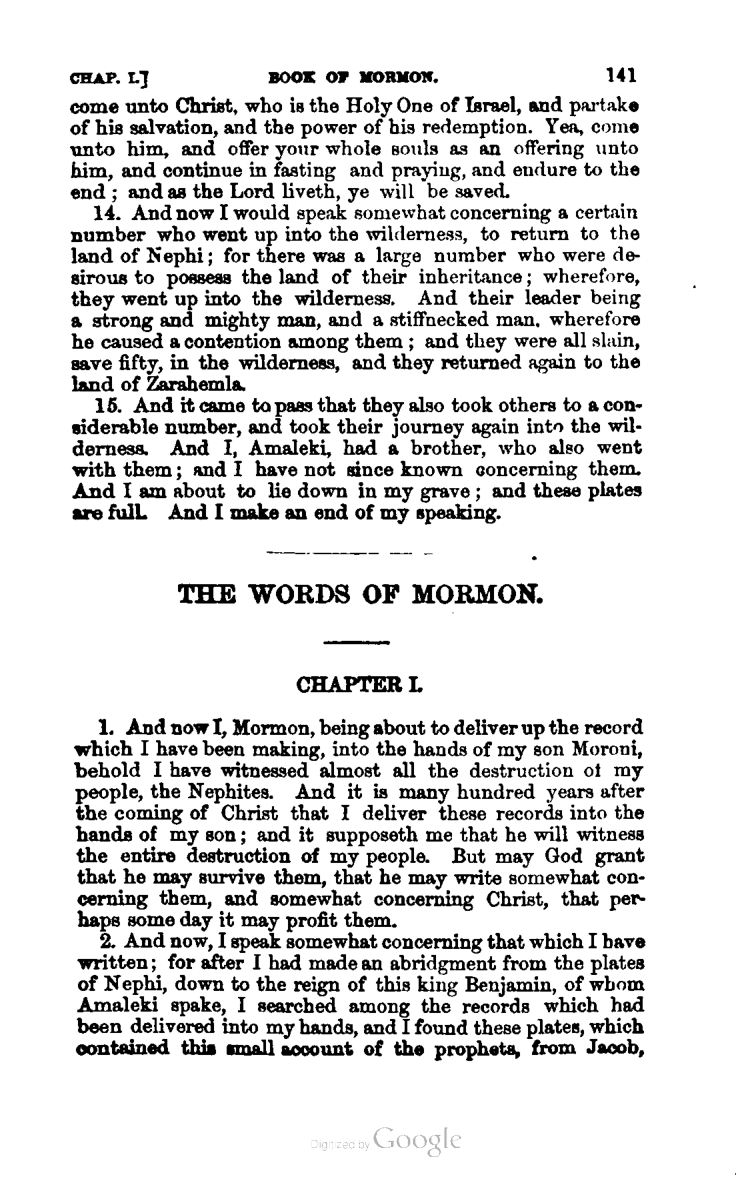 CHAP. I.]
BOOK OF MORMON.
141
come unto Christ, who is the Holy One of Israel, and partake
of his salvation, and the power of his redemption. Yea, come
unto him, and offer your whole souls as an offering unto
him, and continue in fasting and praying, and endure to the
end; and as the Lord liveth, ye will be saved.
14. And now I would speak somewhat concerning a certain
number who went up into the wilderness, to return to the
land of Nephi; for there was a large number who were de-
sirous to possess the land of their inheritance; wherefore,
they went up into the wilderness. And their leader being
a strong and mighty man, and a stiffnecked man, wherefore
he caused a contention among them; and they were all slain,
save fifty, in the wilderness, and they returned again to the
land of Zarahemla.
15. And it came to pass that they also took others to a con-
siderable number, and took their journey again into the wil-
derness. And I, Amaleki, had a brother, who also went
with them; and I have not since known concerning them.
And I am about to lie down in my grave; and these plates
are full. And I make an end of my speaking.
THE WORDS OF MORMON.
CHAPTER I.
1. And now I, Mormon, being about to deliver up the record
which I have been making, into the hands of my son Moroni,
behold I have witnessed almost all the destruction of my
people, the Nephites. And it is many hundred years after
the coming of Christ that I deliver these records into the
hands of my son; and it supposeth me that he will witness
the entire destruction of my people. But may God grant
that he may survive them, that he may write somewhat con-
cerning them, and somewhat concerning Christ, that per-
haps some day it may profit them.
2. And now, I speak somewhat concerning that which I have
written; for after I had made an abridgment from the plates
of Nephi, down to the reign of this king Benjamin, of whom
Amaleki spake, I searched among the records which had
been delivered into my hands, and I found these plates, which
contained this small account of the prophets, from Jacob,
Digitized by Google